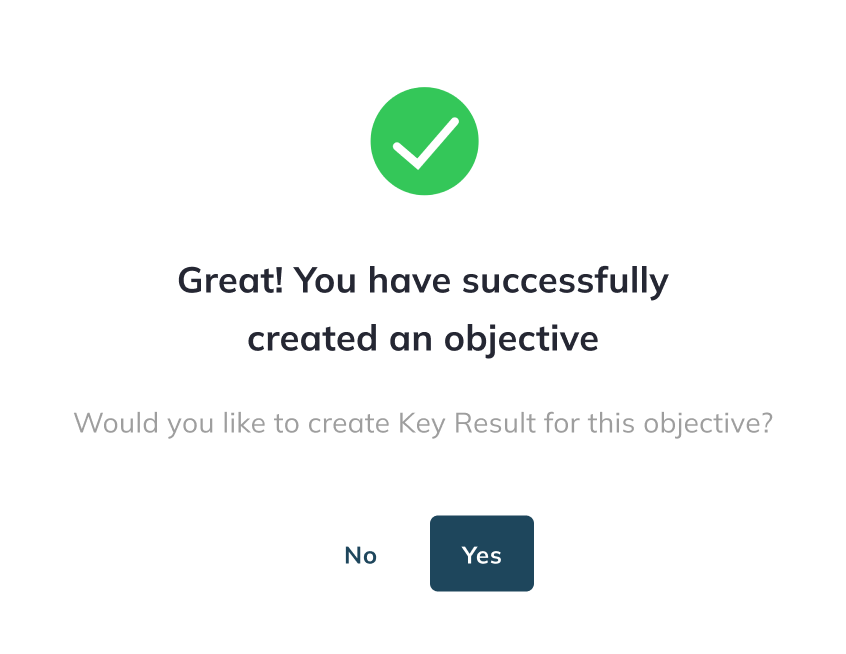 Great! You have successfully
created an objective
Would you like to create Key Result for this objective?
No
Yes